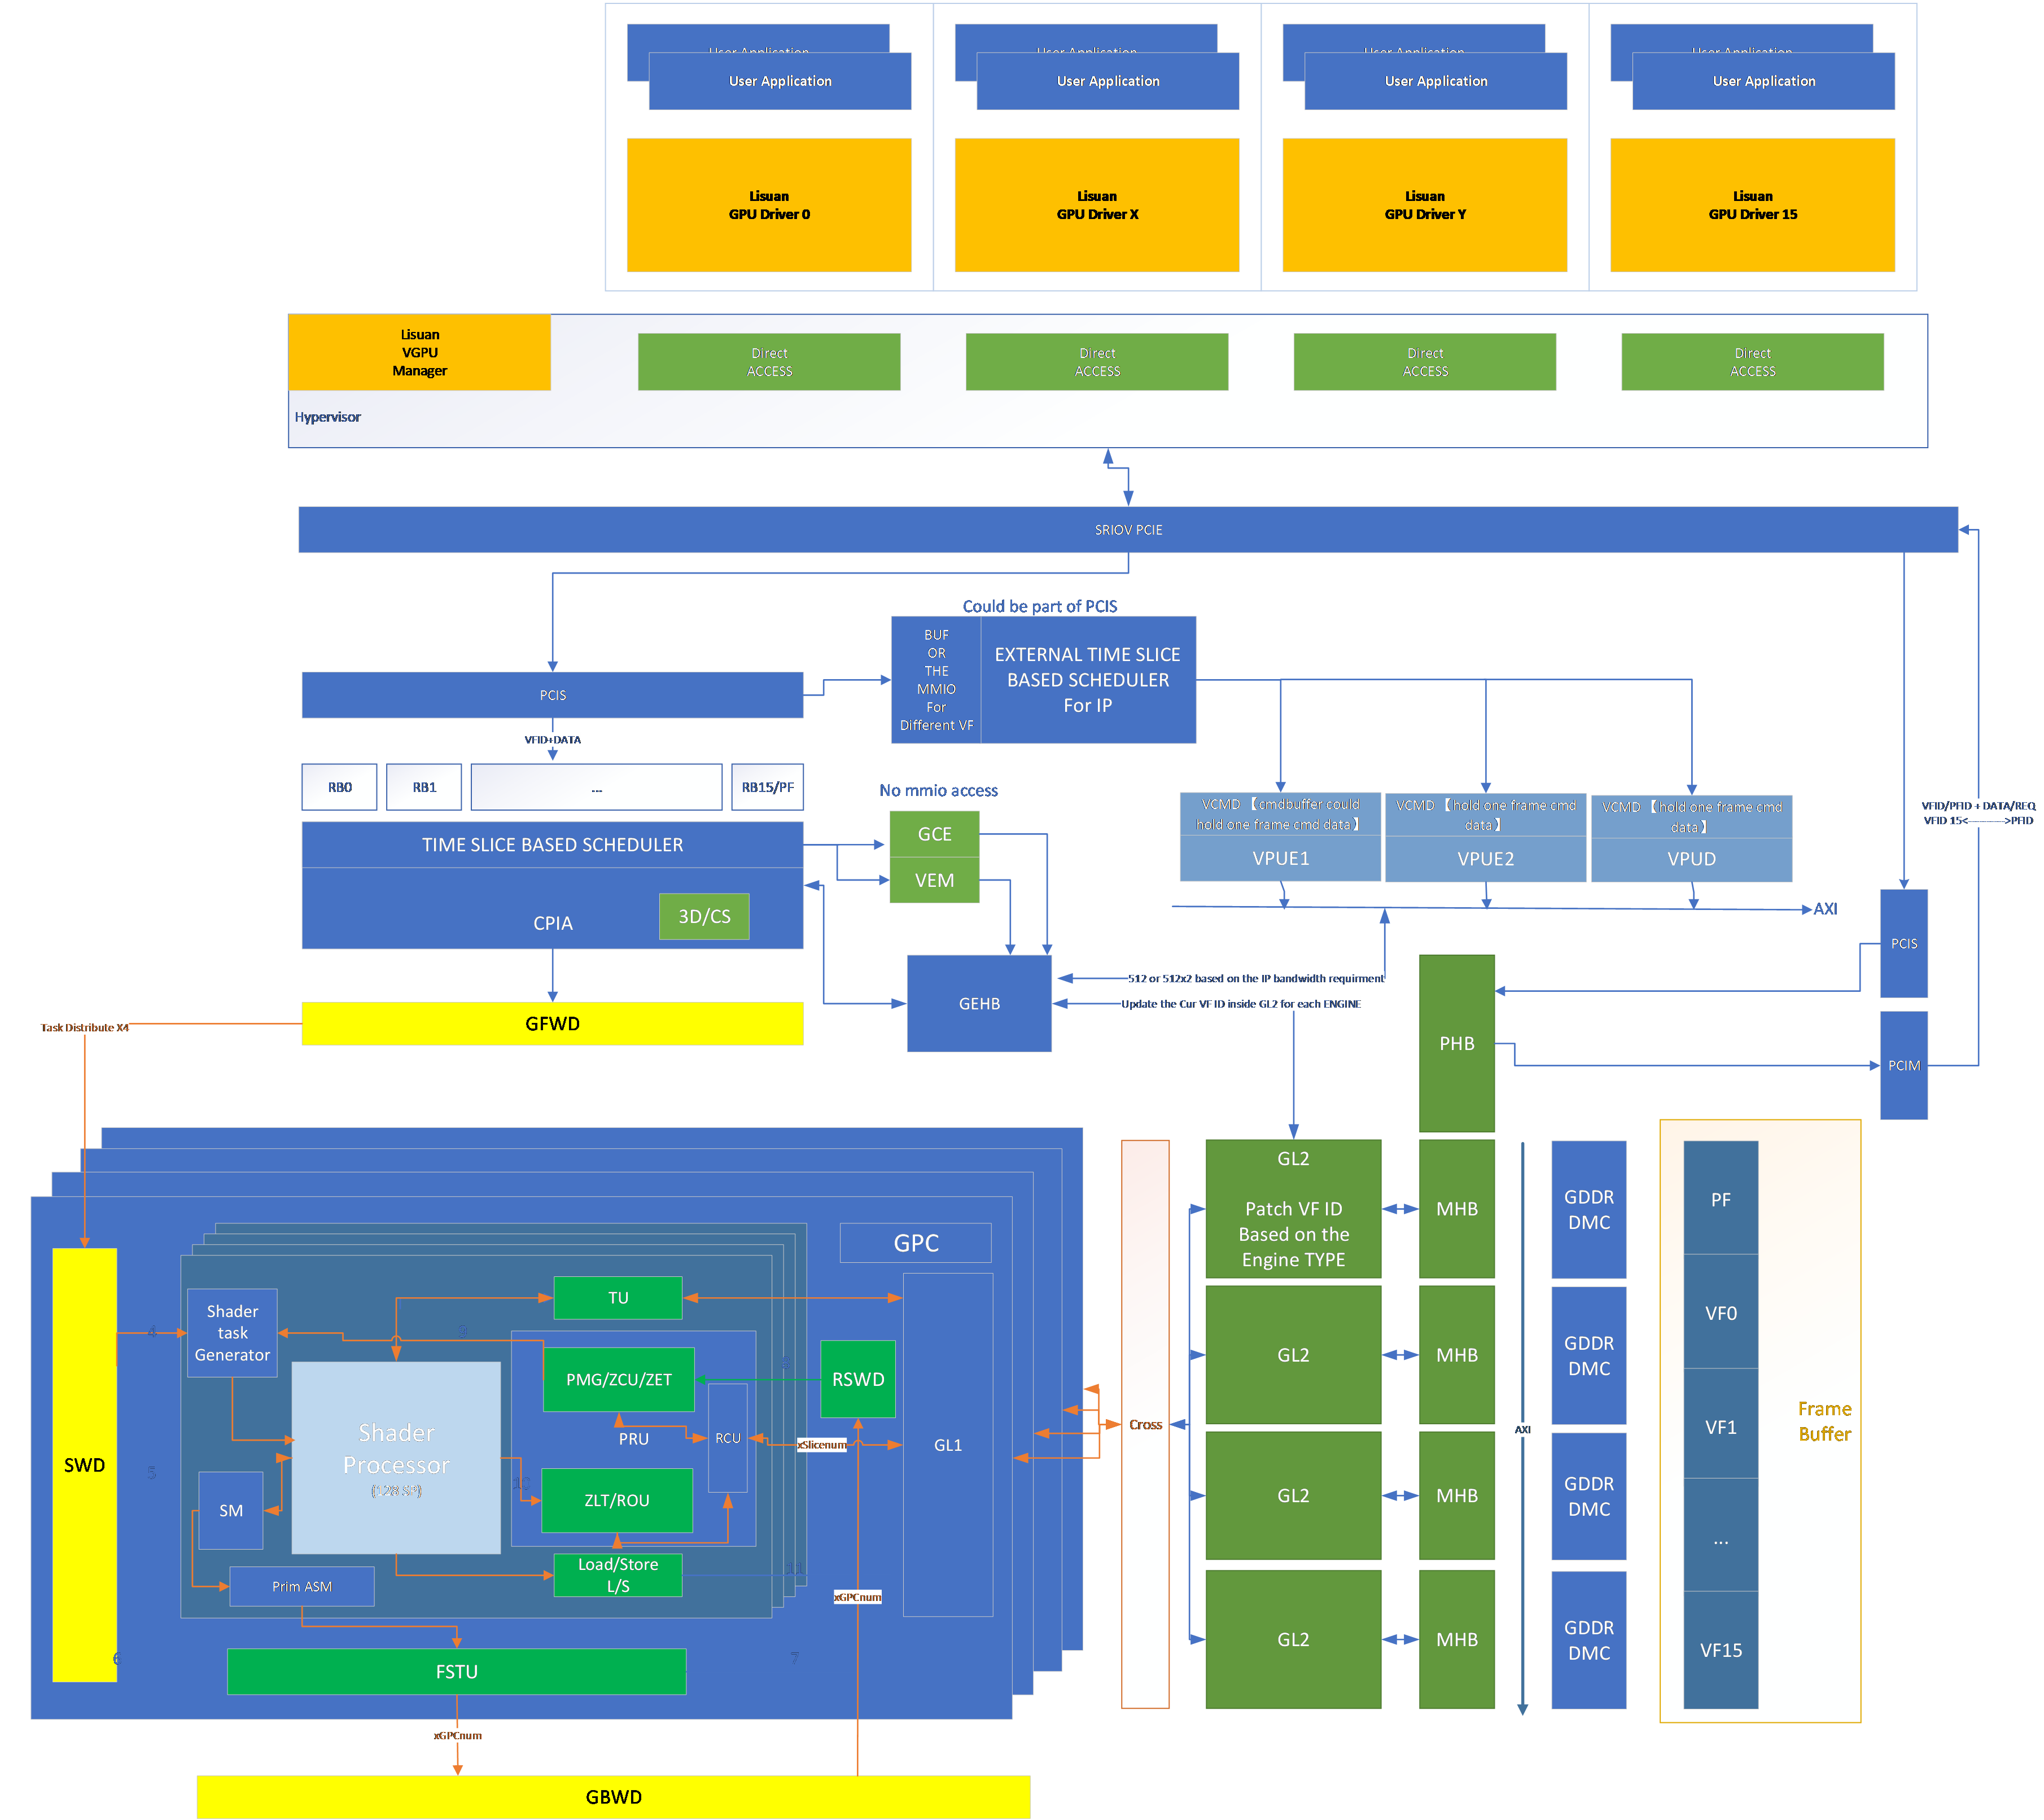 User Application
User Application
User Application
User Application
User Application
User Application
User Application
User Application
Lisuan
GPU Driver 0
Lisuan
GPU Driver X
Lisuan
GPU Driver Y
Lisuan
GPU Driver 15
Lisuan
VGPU
Manager
Direct
ACCESS
Direct
ACCESS
Direct
ACCESS
Direct
ACCESS
Hypervisor
SRIOV PCIE
Could be part of PCIS
BUF
OR
THE
MMIO
For
Different VF
EXTERNAL TIME SLICE
BASED SCHEDULER
For IP
PCIS
VFID+DATA
RB0
RB1
...
RB15/PF
No mmio access
TIME SLICE BASED SCHEDULER
CPIA
3D/CS
GCE
VEM
VCMD 【cmdbuffer could
hold one frame cmd data】
VPUE1
VCMD 【hold one frame cmd
data】
VPUE2
VCMD 【hold one frame cmd
data】
VPUD
VFID/PFID + DATA/REQ
VFID 15<------------>PFID
AXI
PCIS
GEHB
512 or 512x2 based on the IP bandwidth requirment
Update the Cur VF ID inside GL2 for each ENGINE
GFWD
Task Distribute X4
PHB
PCIM
GPC
SWD
Shader
task
Generator
TU
4
9
PMG/ZCU/ZET
8
RSWD
Shader
Processor
(128 SP)
PRU
RCU
xSlicenum
GL1
5
SM
10
ZLT/ROU
Load/Store
L/S
11
Prim ASM
xGPCnum
6
FSTU
7
xGPCnum
GBWD
Cross
GL2
Patch VF ID
Based on the
Engine TYPE
MHB
GDDR
DMC
GL2
MHB
GDDR
DMC
GL2
MHB
GDDR
DMC
GL2
MHB
GDDR
DMC
AXI
PF
VF0
VF1
...
VF15
Frame
Buffer